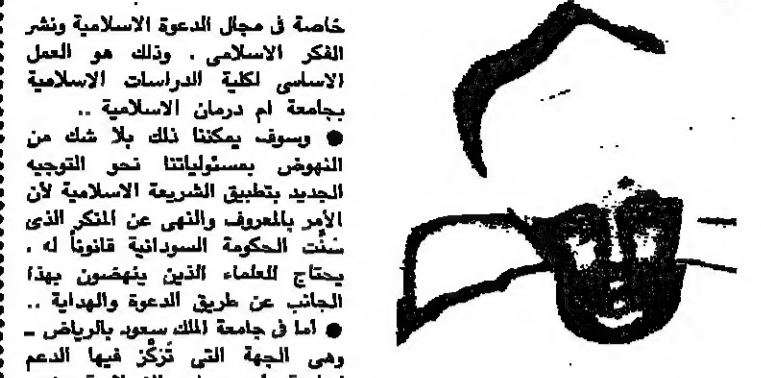 خاصة فى مجال الدعوة الاسلامية ونشر
الفكر الاسلامى . وذلك هو العمل
الاساسى لكلية الدراسات الاسلامية
بجامعة ام درمان الاسلامية ..
● وسوف يمكننا ذلك بلا شك من
النهوض بمسئولياتنا نحو التوجيه
الجديد بتطبيق الشريعة الاسلامية لأن
الأمر بالمعروف والنهى عن المنكر الذى
سنَّت الحكومة السودانية قانوناً له ،
يحتاج للعلماء الذين ينهضون بهذا
الجانب عن طريق الدعوة والهداية ..
● أما فى جامعة الملك سعود بالرياض ـ
وهى الجهة التى تَركَّز فيها الدعم